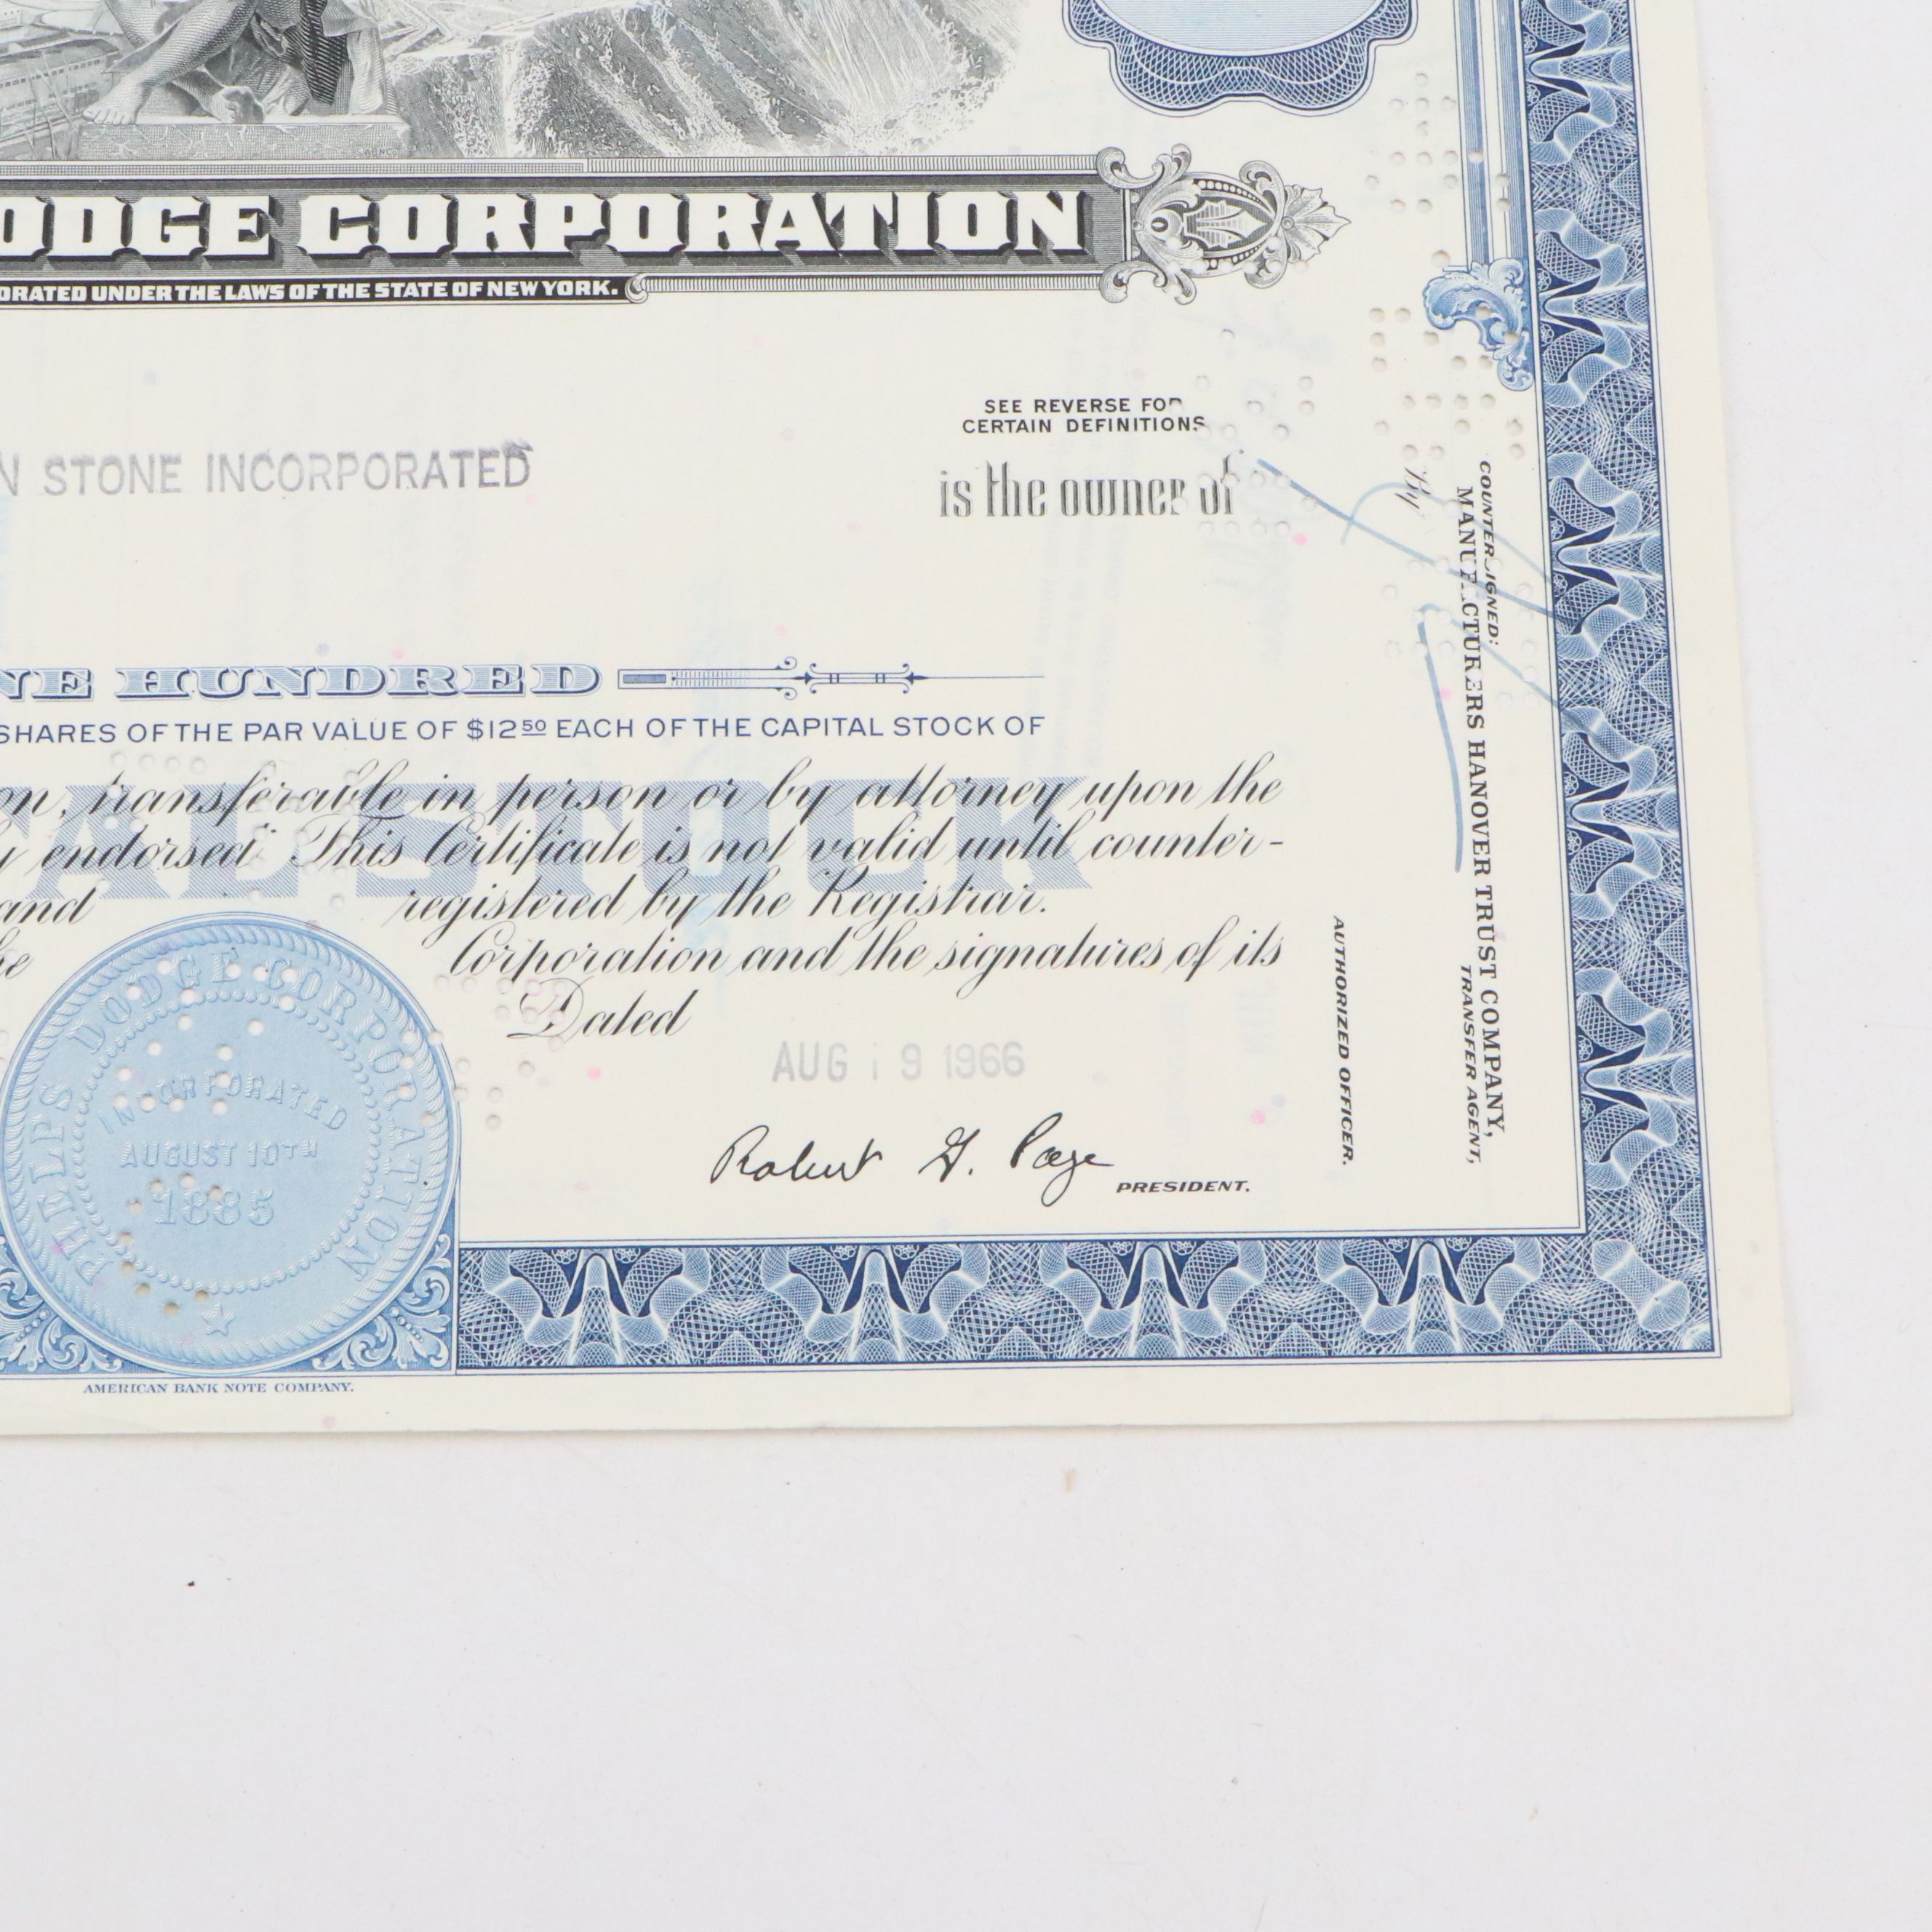 ODGE CORPORATION
ORATED UNDER THE LAWS OF THE STATE OF NEW YORK.
SEE REVERSE FOR
CERTAIN DEFINITIONS
N STONE INCORPORATED
is the owner of
NE HUNDRED
SHARES OF THE PAR VALUE OF $12 50 EACH OF THE CAPITAL STOCK OF
AL STOCK
on, transferable in person or by attorney upon the
y endorsed. This Certificate is not valid until counter-
and registered by the Registrar.
he Corporation and the signatures of its
Dated
AUG 19 1966
Robert G. Page
PRESIDENT.
PHELPS DODGE CORPORATION
INCORPORATED
AUGUST 10TH
1885
AMERICAN BANK NOTE COMPANY.
COUNTERSIGNED:
MANUFACTURERS HANOVER TRUST COMPANY,
TRANSFER AGENT,
By
AUTHORIZED OFFICER.